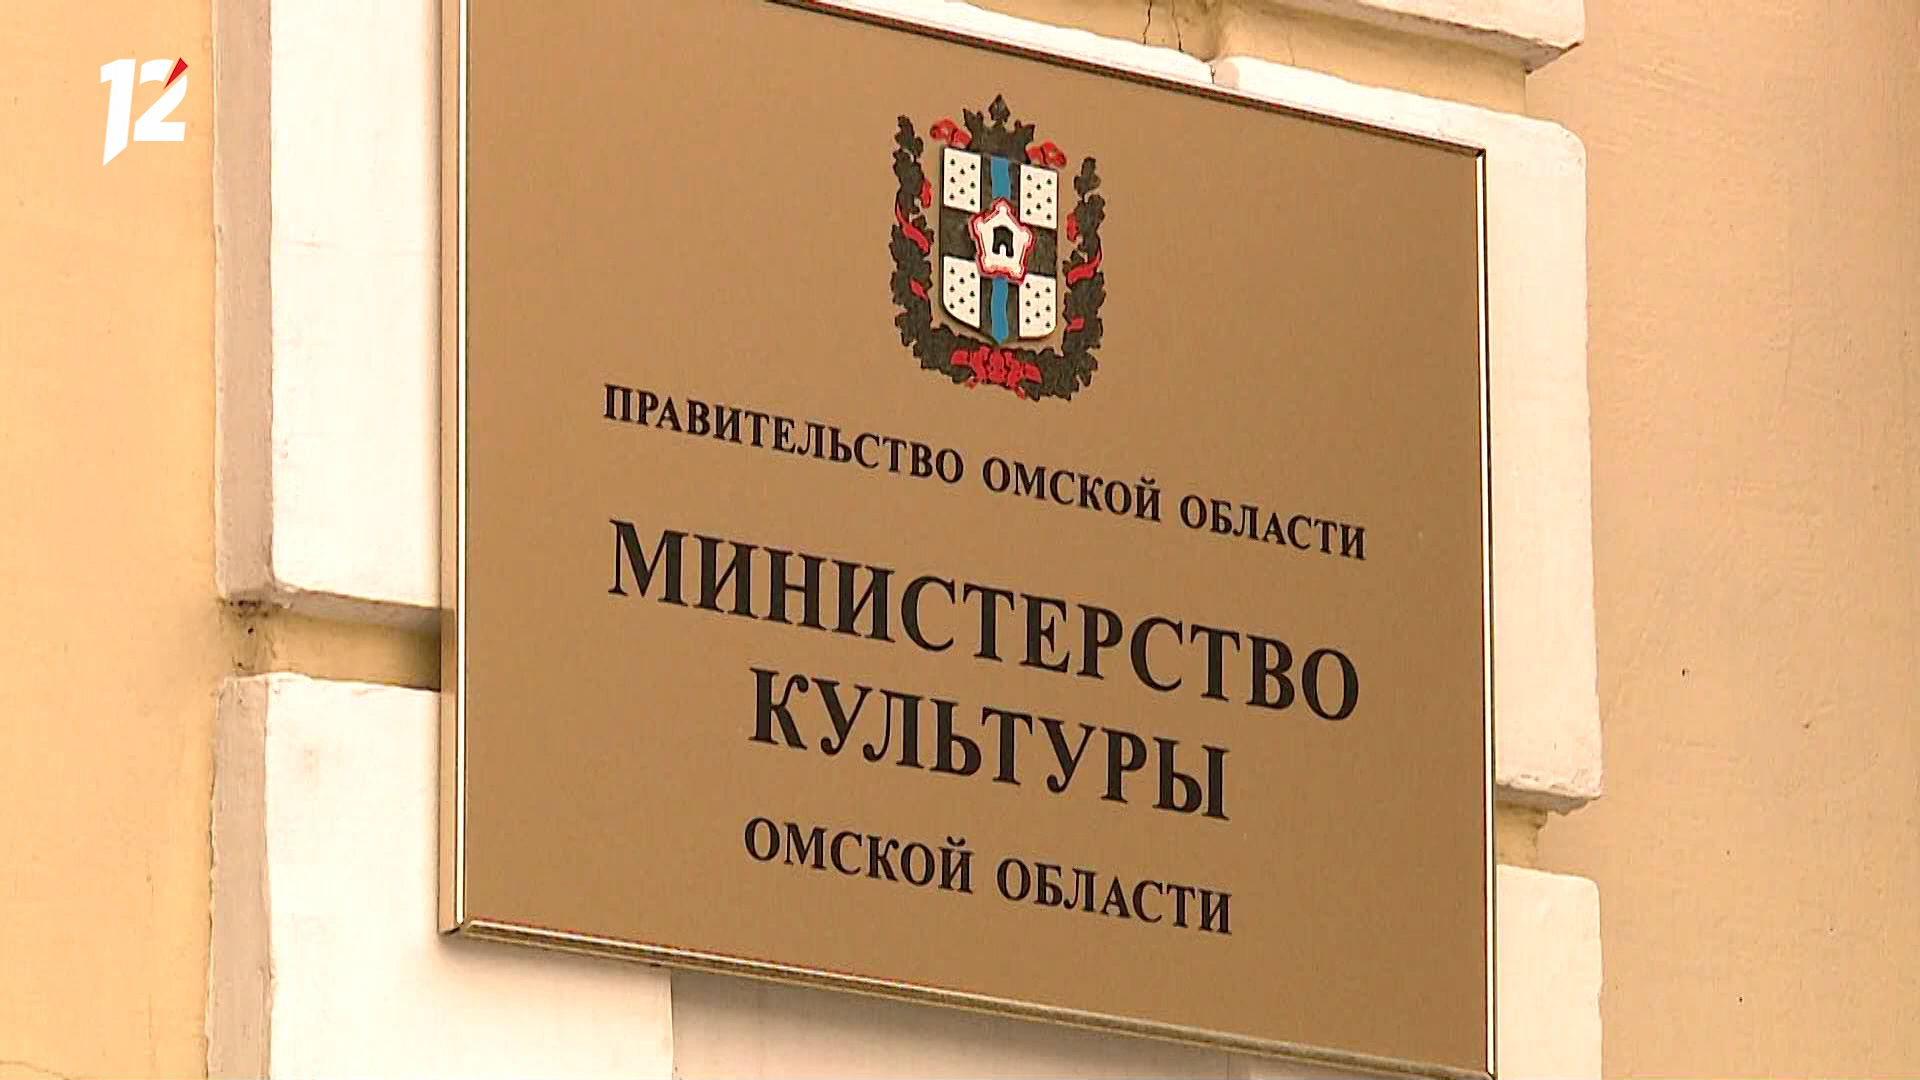 12
ПРАВИТЕЛЬСТВО ОМСКОЙ ОБЛАСТИ
МИНИСТЕРСТВО
КУЛЬТУРЫ
ОМСКОЙ ОБЛАСТИ